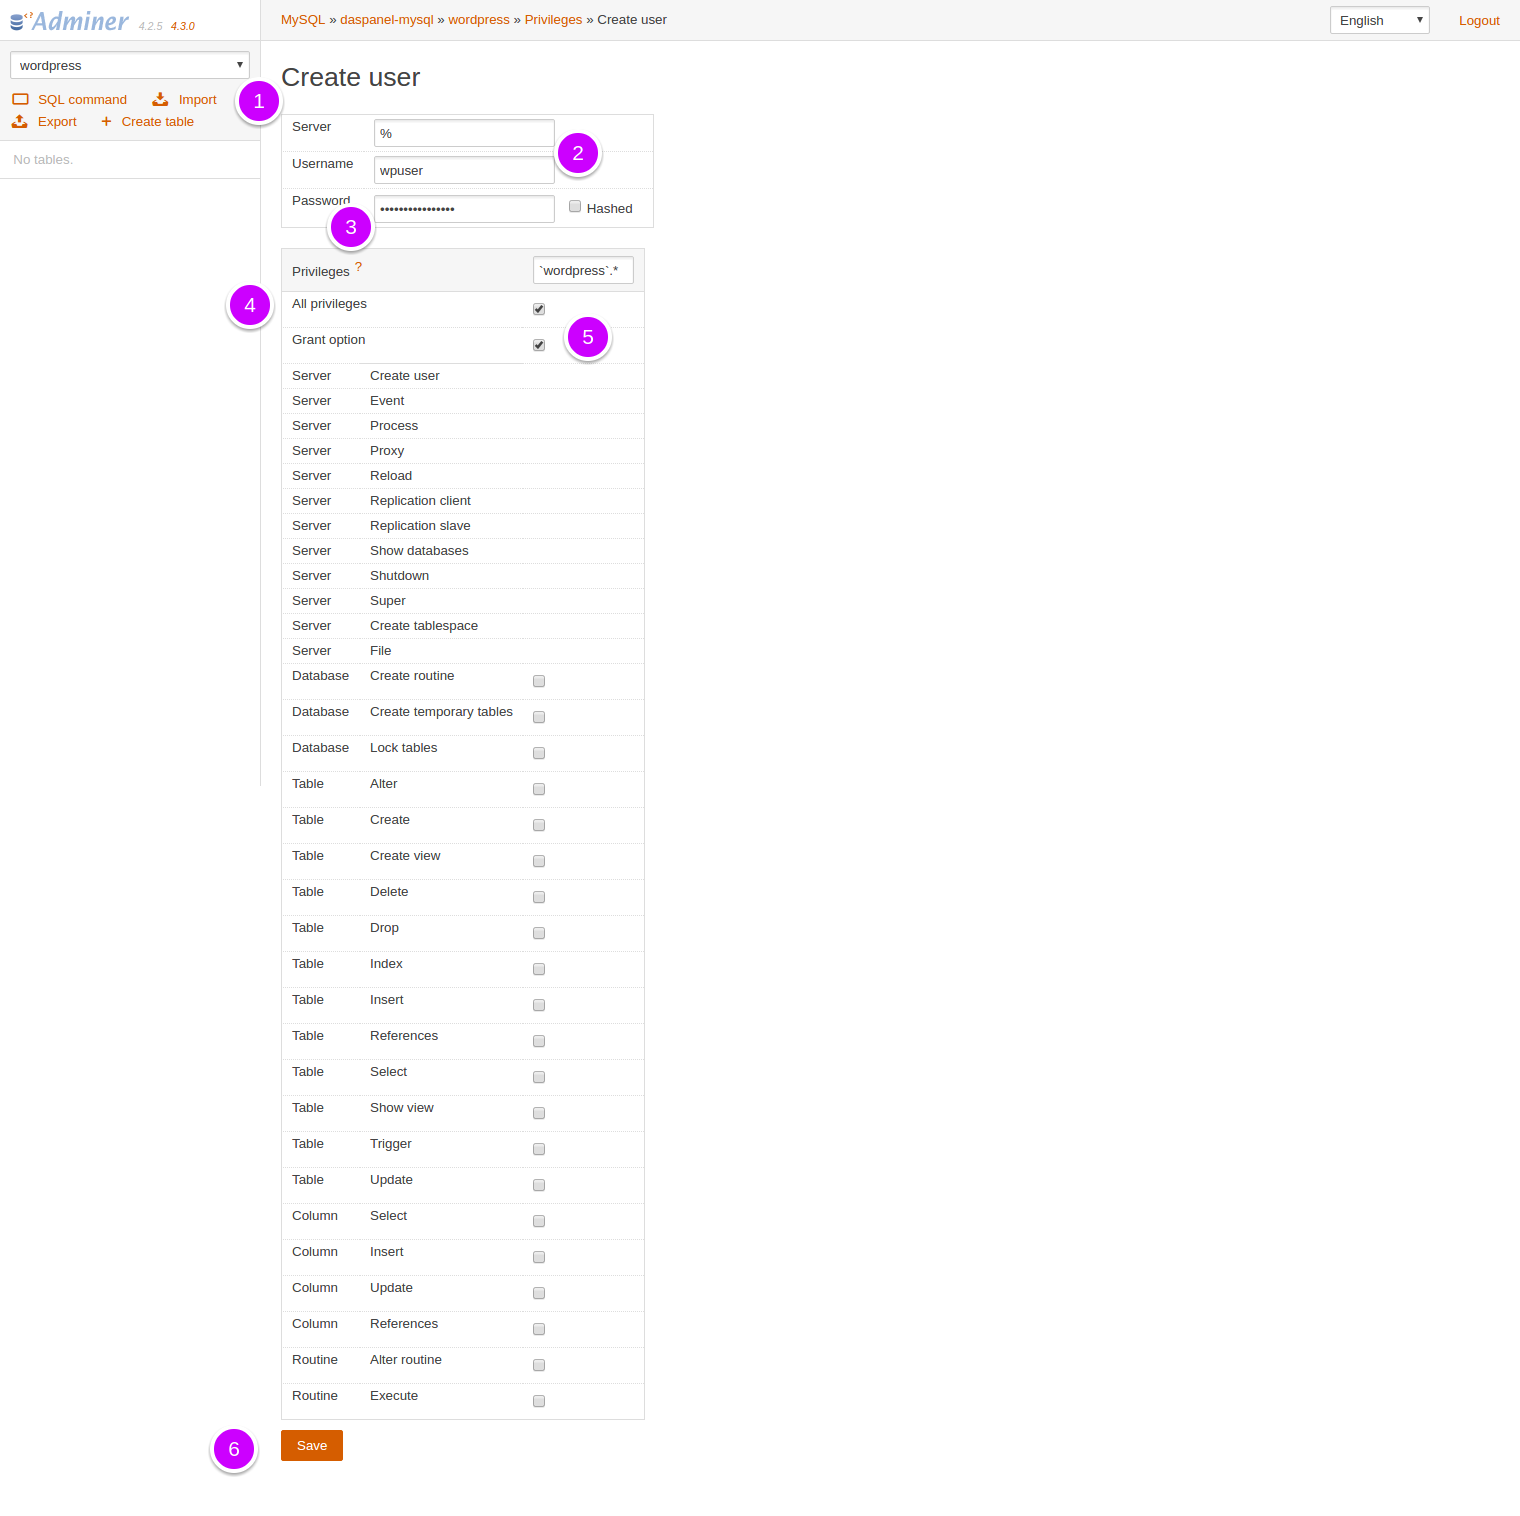 Adminer 4.2.5 4.3.0
MySQL » daspanel-mysql » wordpress » Privileges » Create user
English
Logout
wordpress
SQL command Import
Export + Create table
No tables.
Create user
1
Server %
2
Username wpuser
Password •••••••••••••••• Hashed
3
Privileges ? `wordpress`.*
4
All privileges
5
Grant option
Server Create user
Server Event
Server Process
Server Proxy
Server Reload
Server Replication client
Server Replication slave
Server Show databases
Server Shutdown
Server Super
Server Create tablespace
Server File
Database Create routine
Database Create temporary tables
Database Lock tables
Table Alter
Table Create
Table Create view
Table Delete
Table Drop
Table Index
Table Insert
Table References
Table Select
Table Show view
Table Trigger
Table Update
Column Select
Column Insert
Column Update
Column References
Routine Alter routine
Routine Execute
6
Save